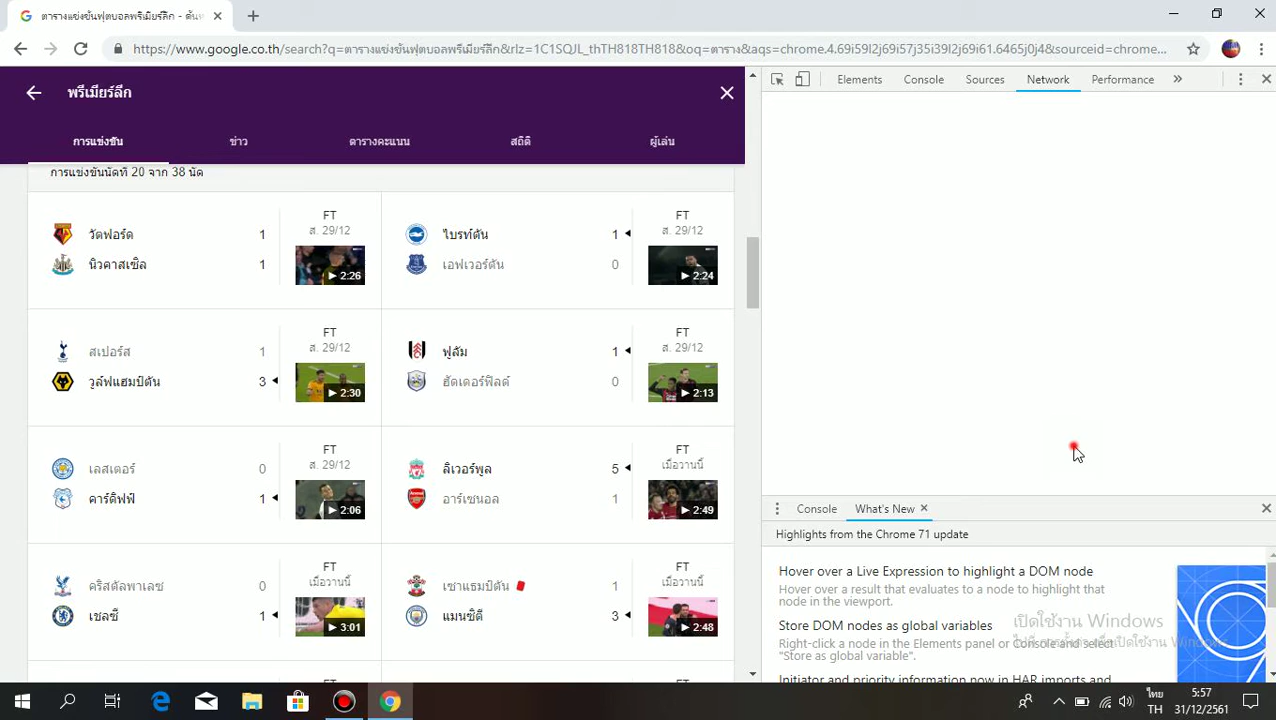 ตารางแข่งขันฟุตบอลพรีเมียร์ลีก - ค้นห
https://www.google.co.th/search?q=ตารางแข่งขันฟุตบอลพรีเมียร์ลีก&rlz=1C1SQJL_thTH818TH818&oq=ตาราง&aqs=chrome.4.69i59l2j69i57j35i39l2j69i61.6465j0j4&sourceid=chrome...
พรีเมียร์ลีก
การแข่งขัน ข่าว ตารางคะแนน สถิติ ผู้เล่น
การแข่งขันนัดที่ 20 จาก 38 นัด
วัตฟอร์ด 1
นิวคาสเซิล 1
FT
ส. 29/12
2:26
ไบรท์ตัน 1
เอฟเวอร์ตัน 0
FT
ส. 29/12
2:24
สเปอร์ส 1
วูล์ฟแฮมป์ตัน 3
FT
ส. 29/12
2:30
ฟูลัม 1
ฮัดเดอร์ฟิลด์ 0
FT
ส. 29/12
2:13
เลสเตอร์ 0
คาร์ดิฟฟ์ 1
FT
ส. 29/12
2:06
ลิเวอร์พูล 5
อาร์เซนอล 1
FT
เมื่อวานนี้
2:49
คริสตัลพาเลซ 0
เชลซี 1
FT
เมื่อวานนี้
3:01
เซาแธมป์ตัน 1
แมนซิตี 3
FT
เมื่อวานนี้
2:48
Elements Console Sources Network Performance
Console What's New
Highlights from the Chrome 71 update
Hover over a Live Expression to highlight a DOM node
Hover over a result that evaluates to a node to highlight that
node in the viewport.
Store DOM nodes as global variables
Right-click a node in the Elements panel or Console and select
"Store as global variable".
Initiator and priority information now in HAR imports and
เปิดใช้งาน Windows
ไทย
TH
5:57
31/12/2561